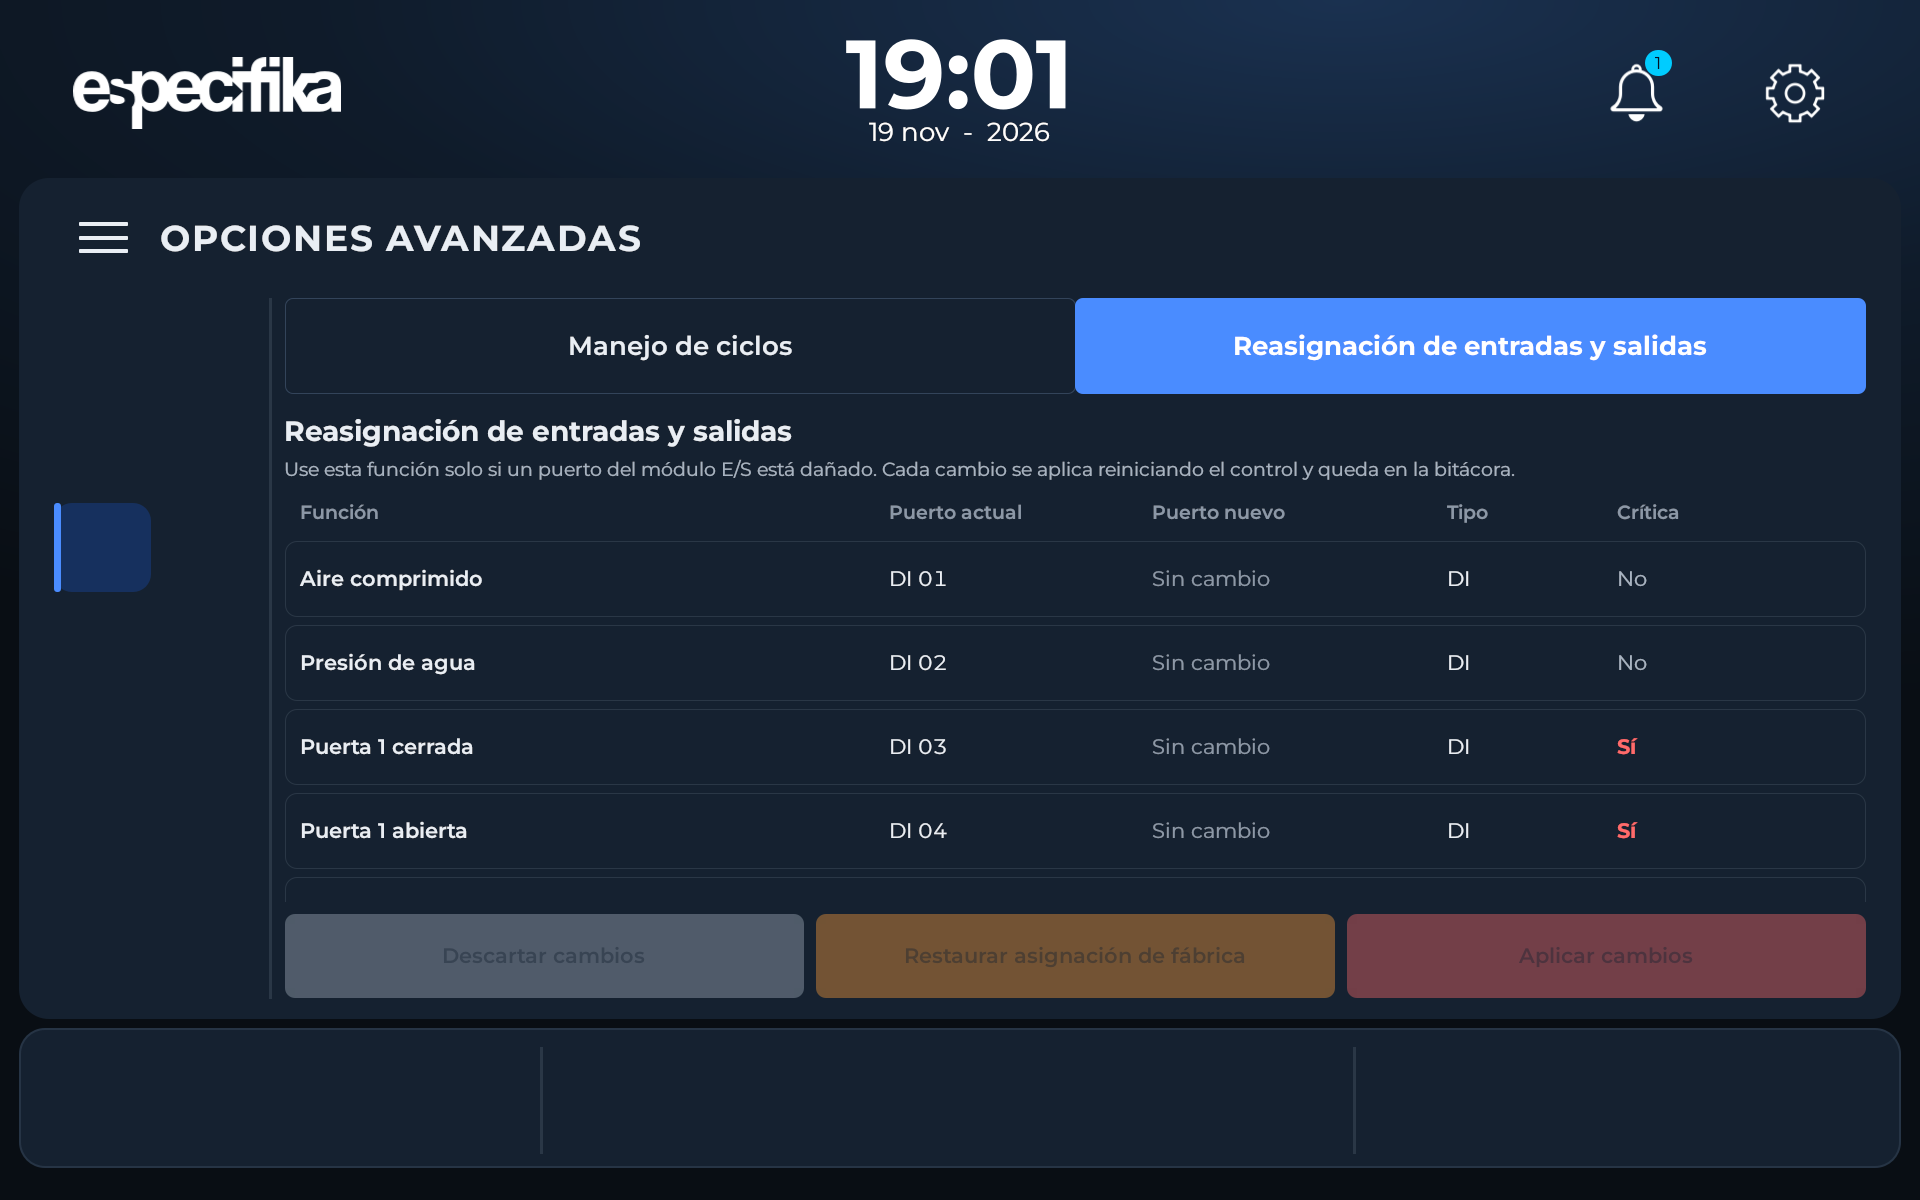 especifika
19:01
19 nov - 2026
1
OPCIONES AVANZADAS
Manejo de ciclos
Reasignación de entradas y salidas
Reasignación de entradas y salidas
Use esta función solo si un puerto del módulo E/S está dañado. Cada cambio se aplica reiniciando el control y queda en la bitácora.
Función Puerto actual Puerto nuevo Tipo Crítica
Aire comprimido DI 01 Sin cambio DI No
Presión de agua DI 02 Sin cambio DI No
Puerta 1 cerrada DI 03 Sin cambio DI Sí
Puerta 1 abierta DI 04 Sin cambio DI Sí
Descartar cambios
Restaurar asignación de fábrica
Aplicar cambios